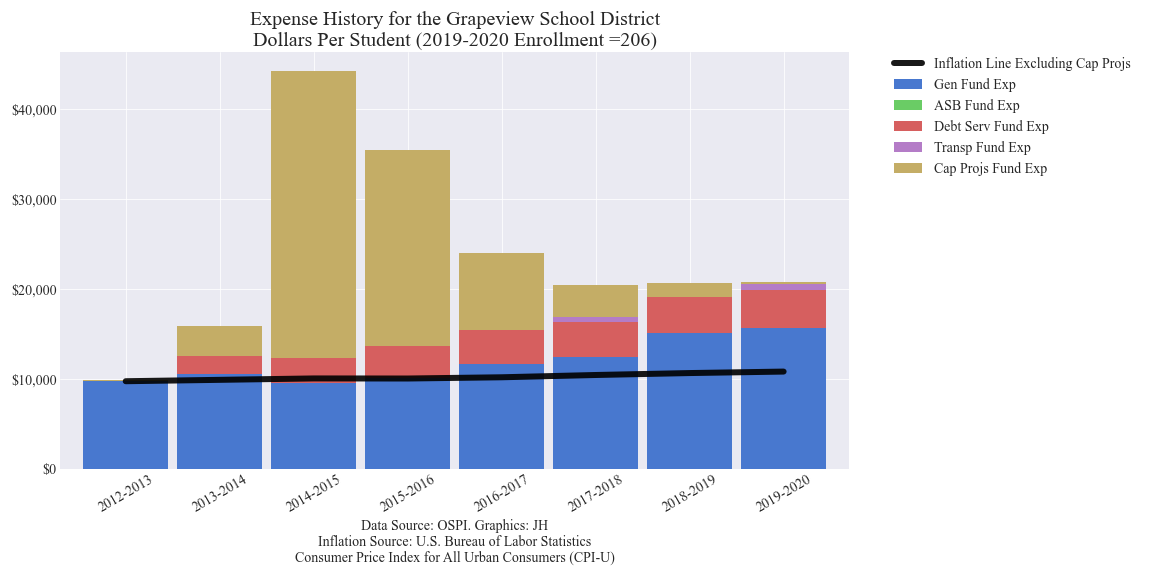 Expense History for the Grapeview School District
Dollars Per Student (2019-2020 Enrollment =206)
Inflation Line Excluding Cap Projs
Gen Fund Exp
ASB Fund Exp
Debt Serv Fund Exp
Transp Fund Exp
Cap Projs Fund Exp
$40,000
$30,000
$20,000
$10,000
$0
2012-2013
2013-2014
2014-2015
2015-2016
2016-2017
2017-2018
2018-2019
2019-2020
Data Source: OSPI. Graphics: JH
Inflation Source: U.S. Bureau of Labor Statistics
Consumer Price Index for All Urban Consumers (CPI-U)